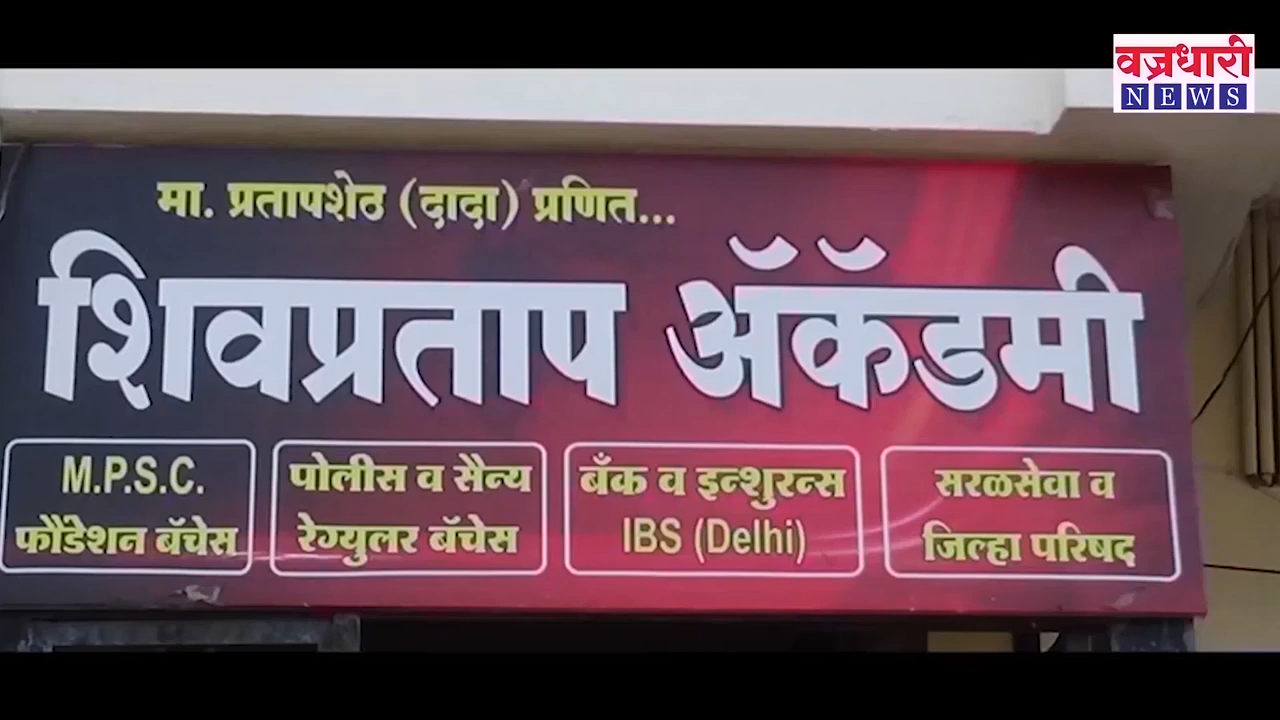 वज्रधारी
NEWS
मा. प्रतापशेठ (दादा) प्रणित...
शिवप्रताप ॲकॅडमी
M.P.S.C.
फौंडेशन बॅचेस
पोलीस व सैन्य
रेग्युलर बॅचेस
बँक व इन्शुरन्स
IBS (Delhi)
सरळसेवा व
जिल्हा परिषद